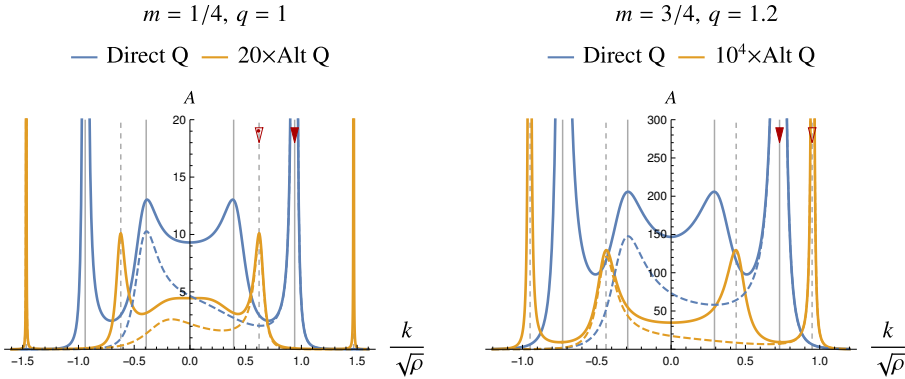 m = 1/4, q = 1
Direct Q 20×Alt Q
A
20
15
10
5
−1.5 −1.0 −0.5 0.0 0.5 1.0 1.5
k/√ρ
m = 3/4, q = 1.2
Direct Q 10⁴×Alt Q
A
300
250
200
150
100
50
−1.0 −0.5 0.0 0.5 1.0
k/√ρ